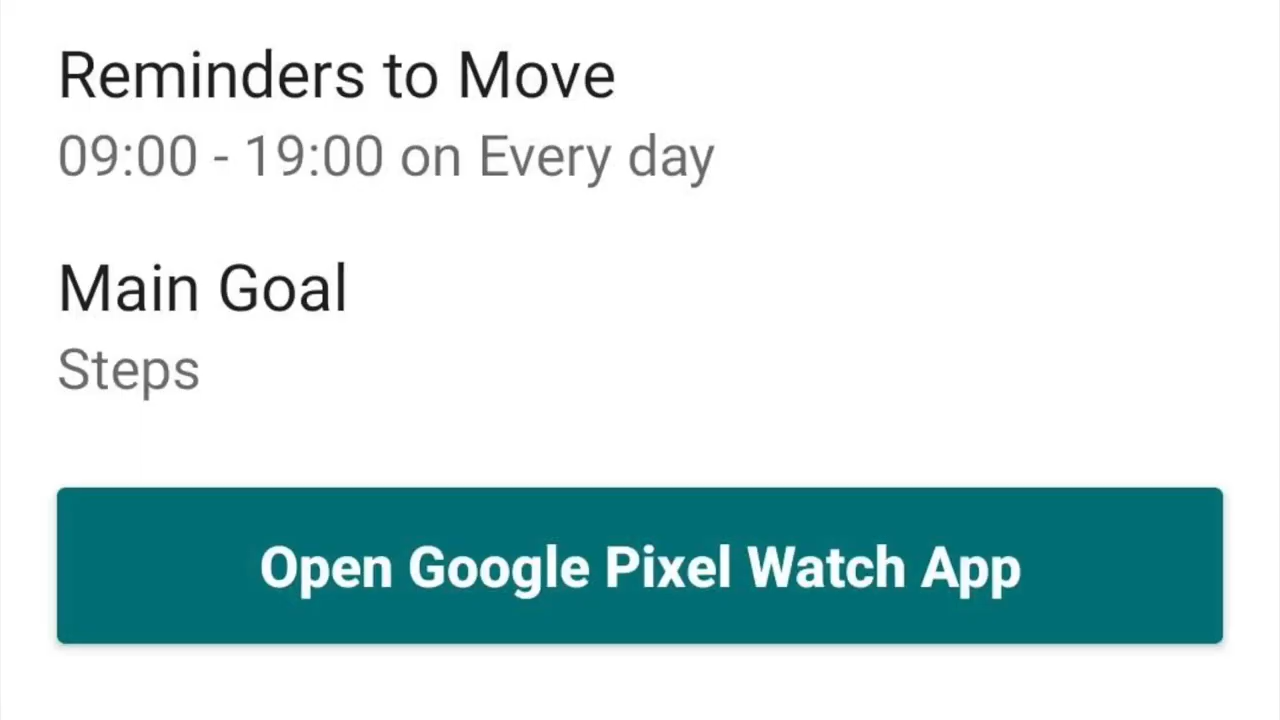 Reminders to Move
09:00 - 19:00 on Every day
Main Goal
Steps
Open Google Pixel Watch App